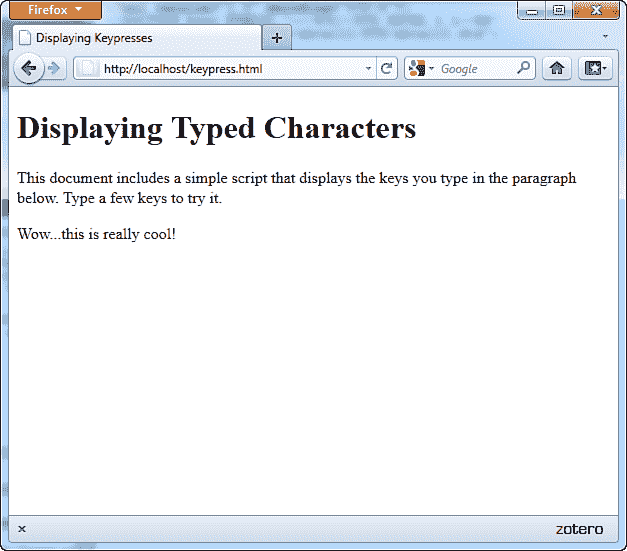 Firefox
Displaying Keypresses
http://localhost/keypress.html
Google
Displaying Typed Characters
This document includes a simple script that displays the keys you type in the paragraph
below. Type a few keys to try it.
Wow...this is really cool!
x
zotero